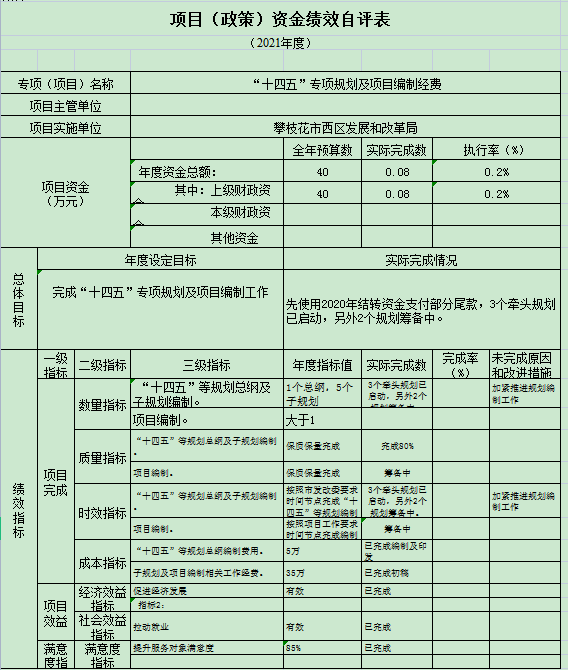 项目（政策）资金绩效自评表
（2021年度）
专项（项目）名称 “十四五”专项规划及项目编制经费
项目主管单位
项目实施单位 攀枝花市西区发展和改革局
项目资金
（万元）
全年预算数 实际完成数 执行率（%）
年度资金总额： 40 0.08 0.2%
其中：上级财政资 40 0.08 0.2%
本级财政资
其他资金
总体目标
年度设定目标 实际完成情况
完成“十四五”专项规划及项目编制工作
先使用2020年结转资金支付部分尾款，3个牵头规划
已启动，另外2个规划筹备中。
绩效指标
一级
指标
二级指标 三级指标 年度指标值 实际完成数
完成率
（%）
未完成原因
和改进措施
项目
完成
数量指标
“十四五”等规划总纲及
子规划编制。
1个总纲，5个
子规划
3个牵头规划已
启动，另外2个
规划筹备中
加紧推进规划编
制工作
项目编制。 大于1
质量指标
“十四五”等规划总纲及子规划编制
。
保质保量完成 完成80%
项目编制。 保质保量完成 筹备中
时效指标
“十四五”等规划总纲及子规划编制
。
按照市发改委要求
时间节点完成“十
四五”等规划编制
3个牵头规划已
启动，另外2个
规划筹备中。
加紧推进规划编
制工作
项目编制。
按照项目工作要求
时间节点完成编制
筹备中
成本指标
“十四五”等规划总纲编制费用。 5万
已完成编制及印
发
子规划及项目编制相关工作经费。 35万 已完成初稿
项目
效益
经济效益
指标
促进经济发展 有效 已完成
指标2：
社会效益
指标
拉动就业 有效 已完成
满意
度指
满意度
指标
提升服务对象满意度 85% 已完成